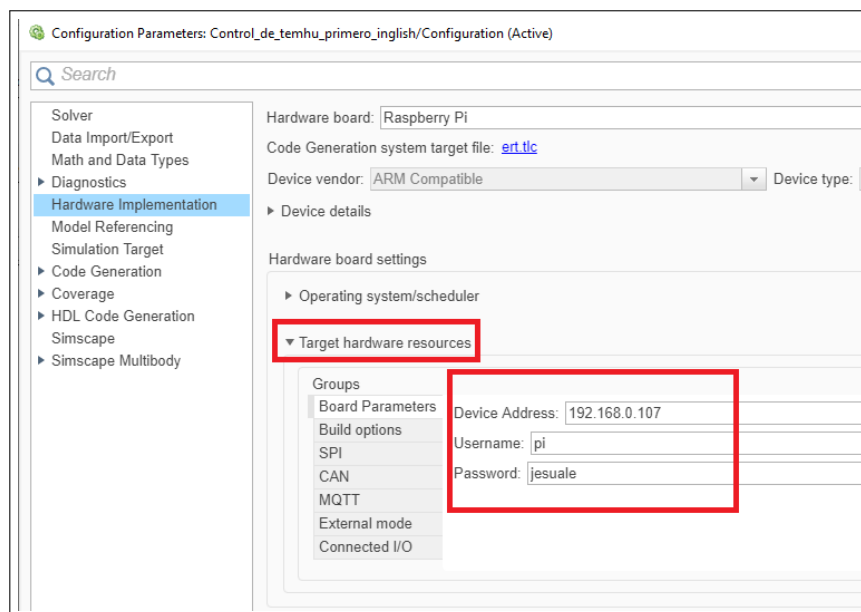 Configuration Parameters: Control_de_temhu_primero_inglish/Configuration (Active)
Search
Solver
Data Import/Export
Math and Data Types
Diagnostics
Hardware Implementation
Model Referencing
Simulation Target
Code Generation
Coverage
HDL Code Generation
Simscape
Simscape Multibody
Hardware board: Raspberry Pi
Code Generation system target file: ert.tlc
Device vendor: ARM Compatible Device type:
Device details
Hardware board settings
Operating system/scheduler
Target hardware resources
Groups
Board Parameters
Build options
SPI
CAN
MQTT
External mode
Connected I/O
Device Address: 192.168.0.107
Username: pi
Password: jesuale